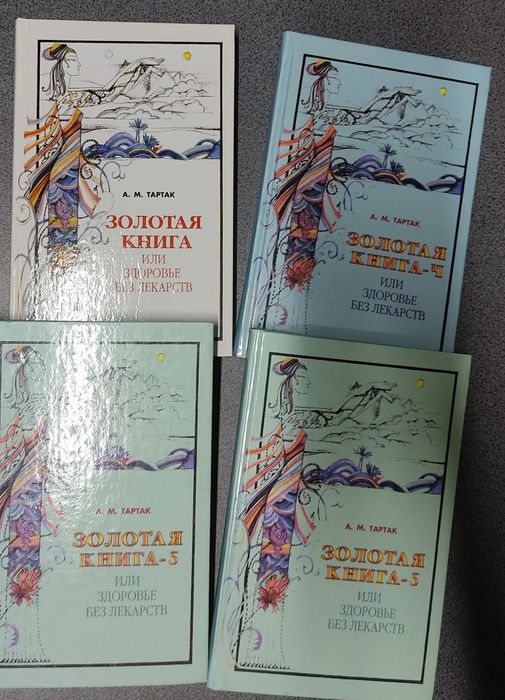 А. М. ТАРТАК
ЗОЛОТАЯ
КНИГА
ИЛИ
ЗДОРОВЬЕ
БЕЗ ЛЕКАРСТВ
А. М. ТАРТАК
ЗОЛОТАЯ
КНИГА-Ч
ИЛИ
ЗДОРОВЬЕ
БЕЗ ЛЕКАРСТВ
А. М. ТАРТАК
ЗОЛОТАЯ
КНИГА-5
ИЛИ
ЗДОРОВЬЕ
БЕЗ ЛЕКАРСТВ
А. М. ТАРТАК
ЗОЛОТАЯ
КНИГА-5
ИЛИ
ЗДОРОВЬЕ
БЕЗ ЛЕКАРСТВ